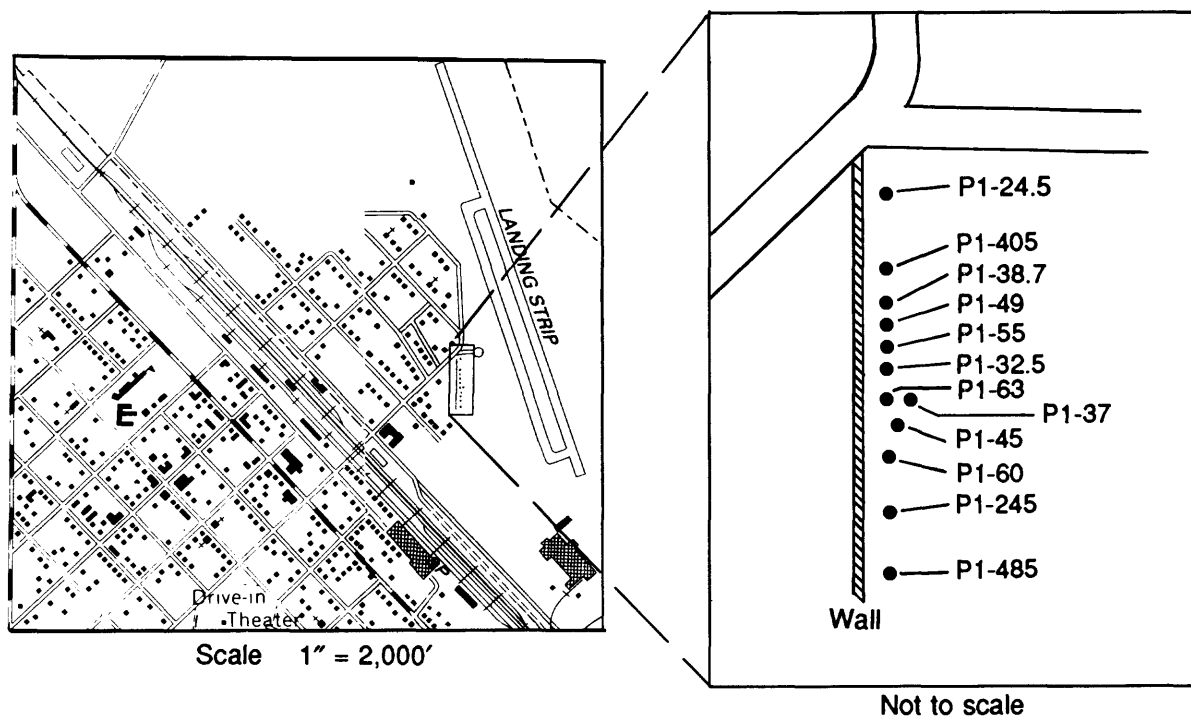 LANDING STRIP
E
Drive-in
Theater
Scale 1" = 2,000'
P1-24.5
P1-405
P1-38.7
P1-49
P1-55
P1-32.5
P1-63
P1-37
P1-45
P1-60
P1-245
P1-485
Wall
Not to scale